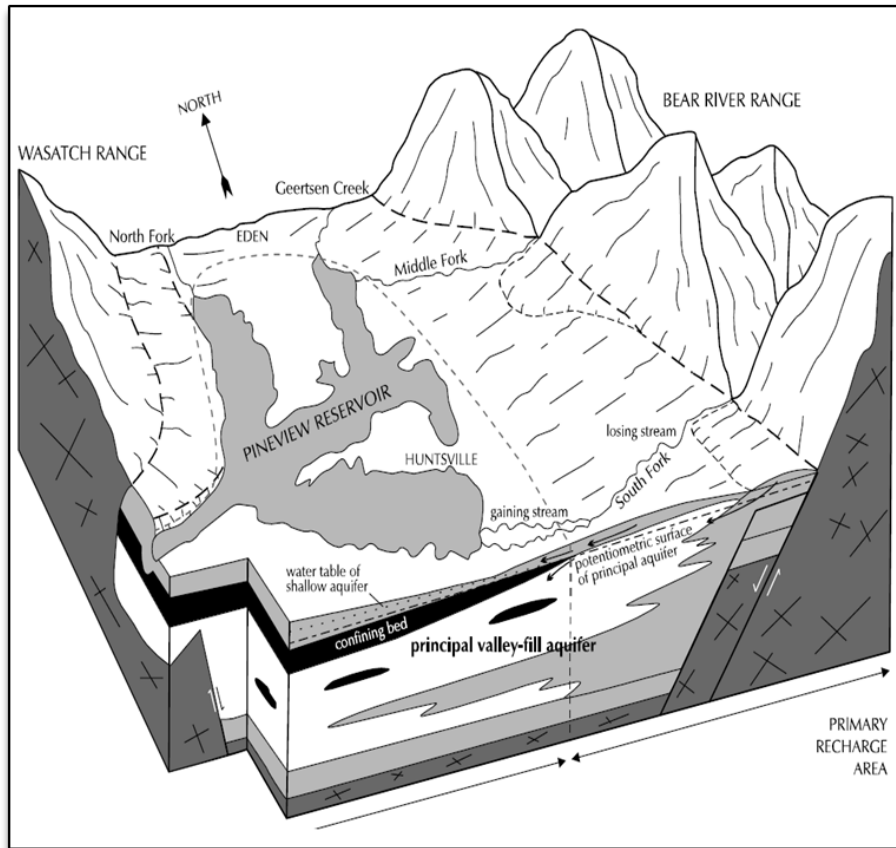 NORTH
BEAR RIVER RANGE
WASATCH RANGE
Geertsen Creek
North Fork
EDEN
Middle Fork
PINEVIEW RESERVOIR
losing stream
HUNTSVILLE
South Fork
gaining stream
water table of
shallow aquifer
potentiometric surface
of principal aquifer
confining bed
principal valley-fill aquifer
PRIMARY
RECHARGE
AREA